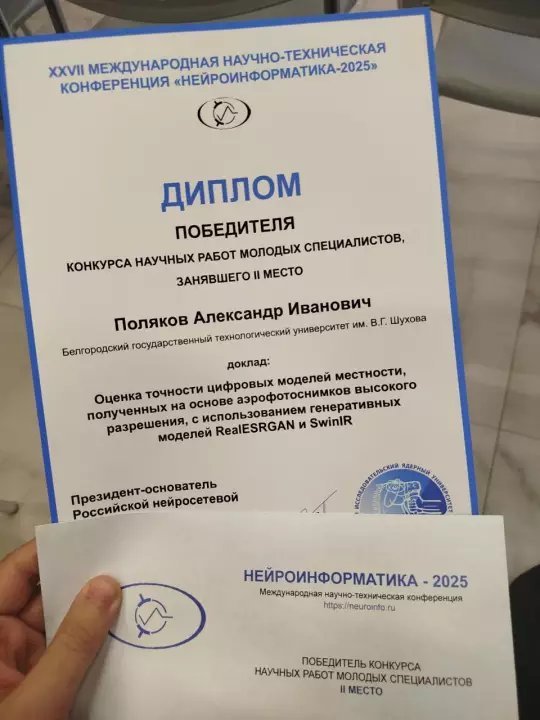 XXVII МЕЖДУНАРОДНАЯ НАУЧНО-ТЕХНИЧЕСКАЯ
КОНФЕРЕНЦИЯ «НЕЙРОИНФОРМАТИКА-2025»
ДИПЛОМ
ПОБЕДИТЕЛЯ
КОНКУРСА НАУЧНЫХ РАБОТ МОЛОДЫХ СПЕЦИАЛИСТОВ,
ЗАНЯВШЕГО II МЕСТО
Поляков Александр Иванович
Белгородский государственный технологический университет им. В.Г. Шухова
доклад:
Оценка точности цифровых моделей местности,
полученных на основе аэрофотоснимков высокого
разрешения, с использованием генеративных
моделей RealESRGAN и SwinIR
Президент-основатель
Российской нейросетевой
ИССЛЕДОВАТЕЛЬСКИЙ ЯДЕРНЫЙ УНИВЕРСИТЕТ
НЕЙРОИНФОРМАТИКА - 2025
Международная научно-техническая конференция
https://neuroinfo.ru
ПОБЕДИТЕЛЬ КОНКУРСА
НАУЧНЫХ РАБОТ МОЛОДЫХ СПЕЦИАЛИСТОВ
II МЕСТО